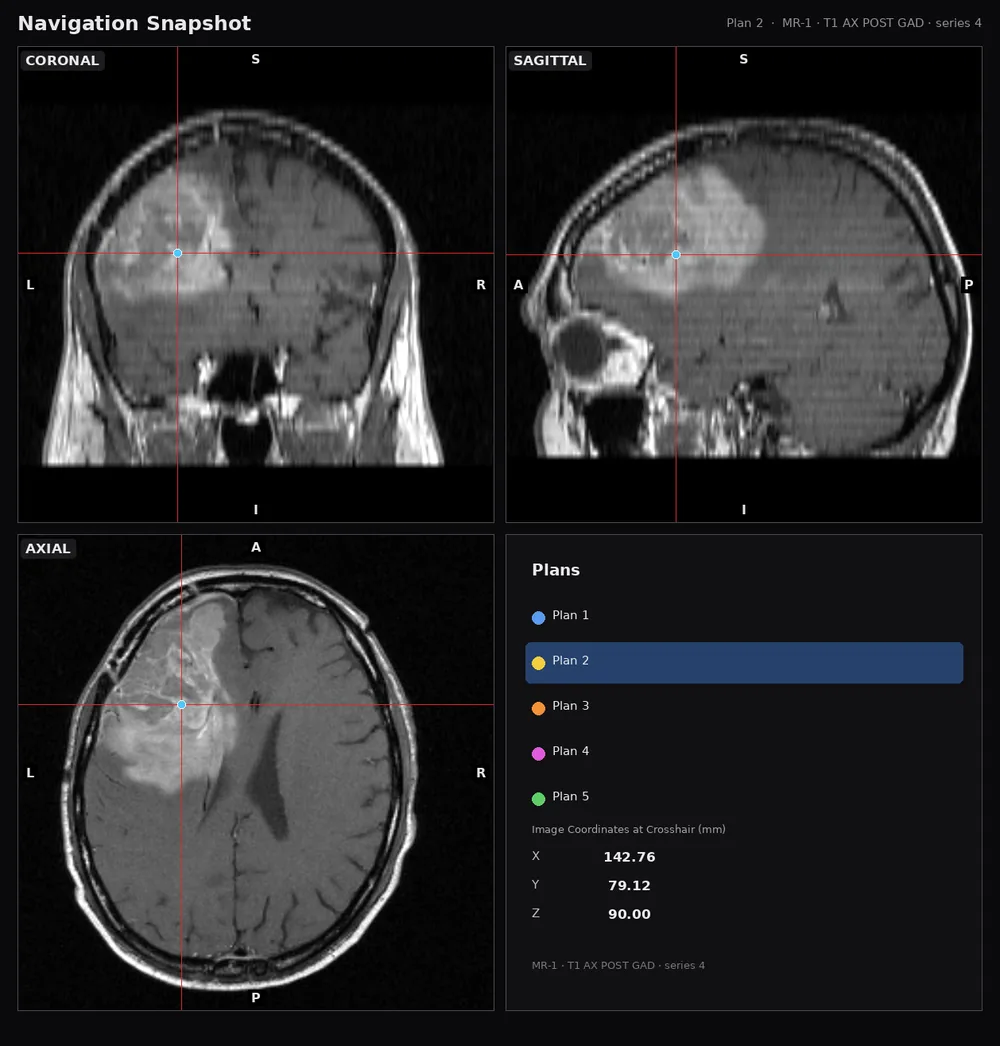 Navigation Snapshot
Plan 2 · MR-1 · T1 AX POST GAD · series 4
CORONAL
S
L
R
I
SAGITTAL
S
A
P
I
AXIAL
A
L
R
P
Plans
Plan 1
Plan 2
Plan 3
Plan 4
Plan 5
Image Coordinates at Crosshair (mm)
X 142.76
Y 79.12
Z 90.00
MR-1 · T1 AX POST GAD · series 4